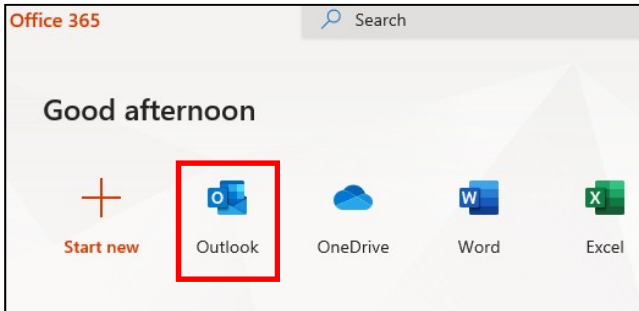 Office 365 Search
Good afternoon
O W X
Start new Outlook OneDrive Word Excel